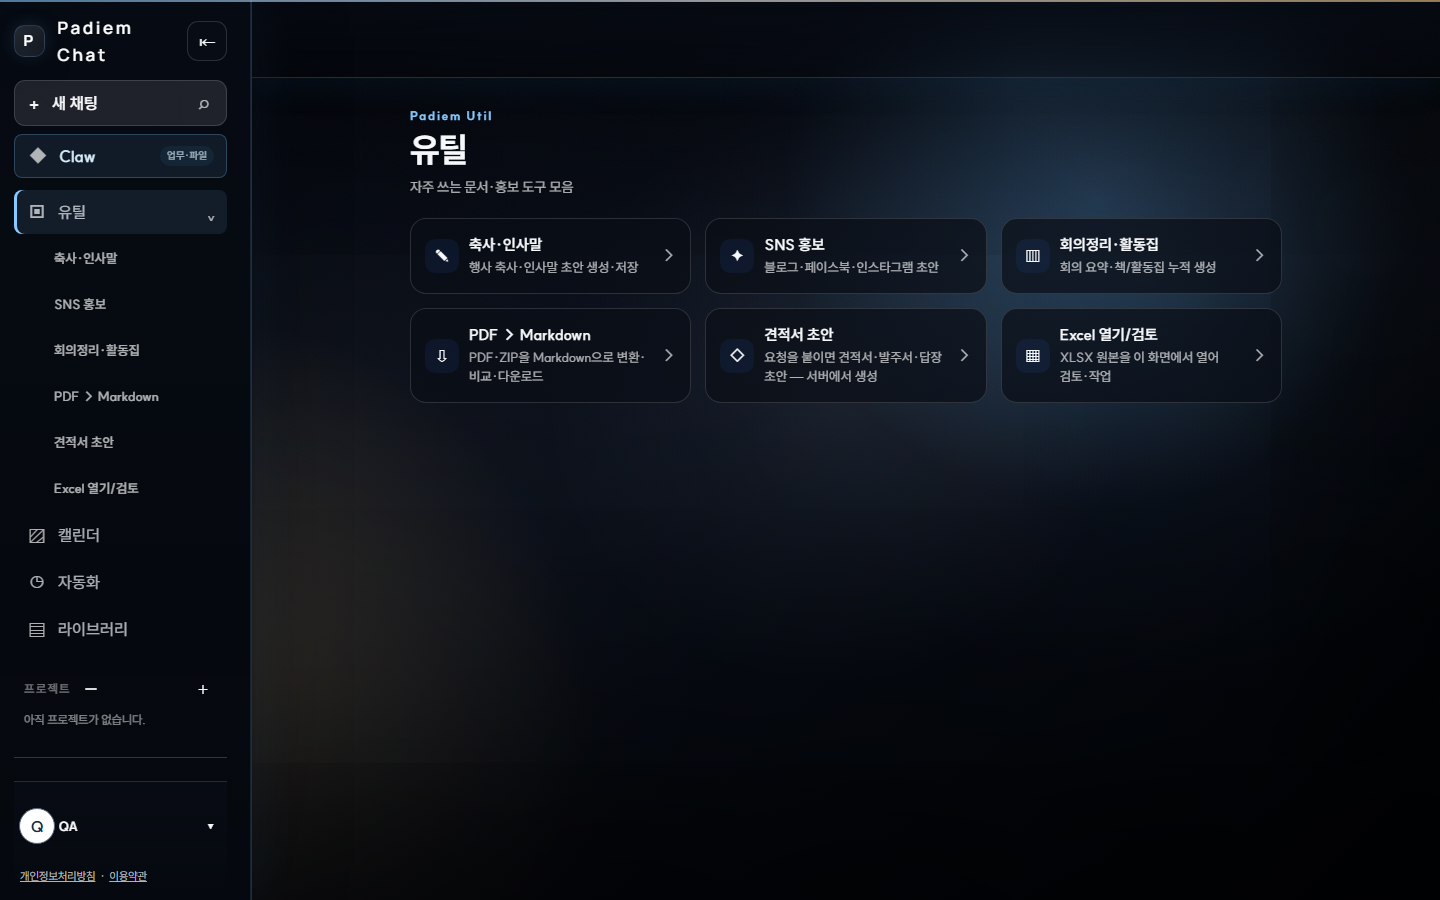 P
Padiem
Chat
+ 새 채팅
Claw
업무·파일
유틸
축사·인사말
SNS 홍보
회의정리·활동집
PDF > Markdown
견적서 초안
Excel 열기/검토
캘린더
자동화
라이브러리
프로젝트
아직 프로젝트가 없습니다.
Q
QA
개인정보처리방침 · 이용약관
Padiem Util
유틸
자주 쓰는 문서·홍보 도구 모음
축사·인사말
행사 축사·인사말 초안 생성·저장
SNS 홍보
블로그·페이스북·인스타그램 초안
회의정리·활동집
회의 요약·책/활동집 누적 생성
PDF > Markdown
PDF·ZIP을 Markdown으로 변환·
비교·다운로드
견적서 초안
요청을 붙이면 견적서·발주서·답장
초안 — 서버에서 생성
Excel 열기/검토
XLSX 원본을 이 화면에서 열어
검토·작업